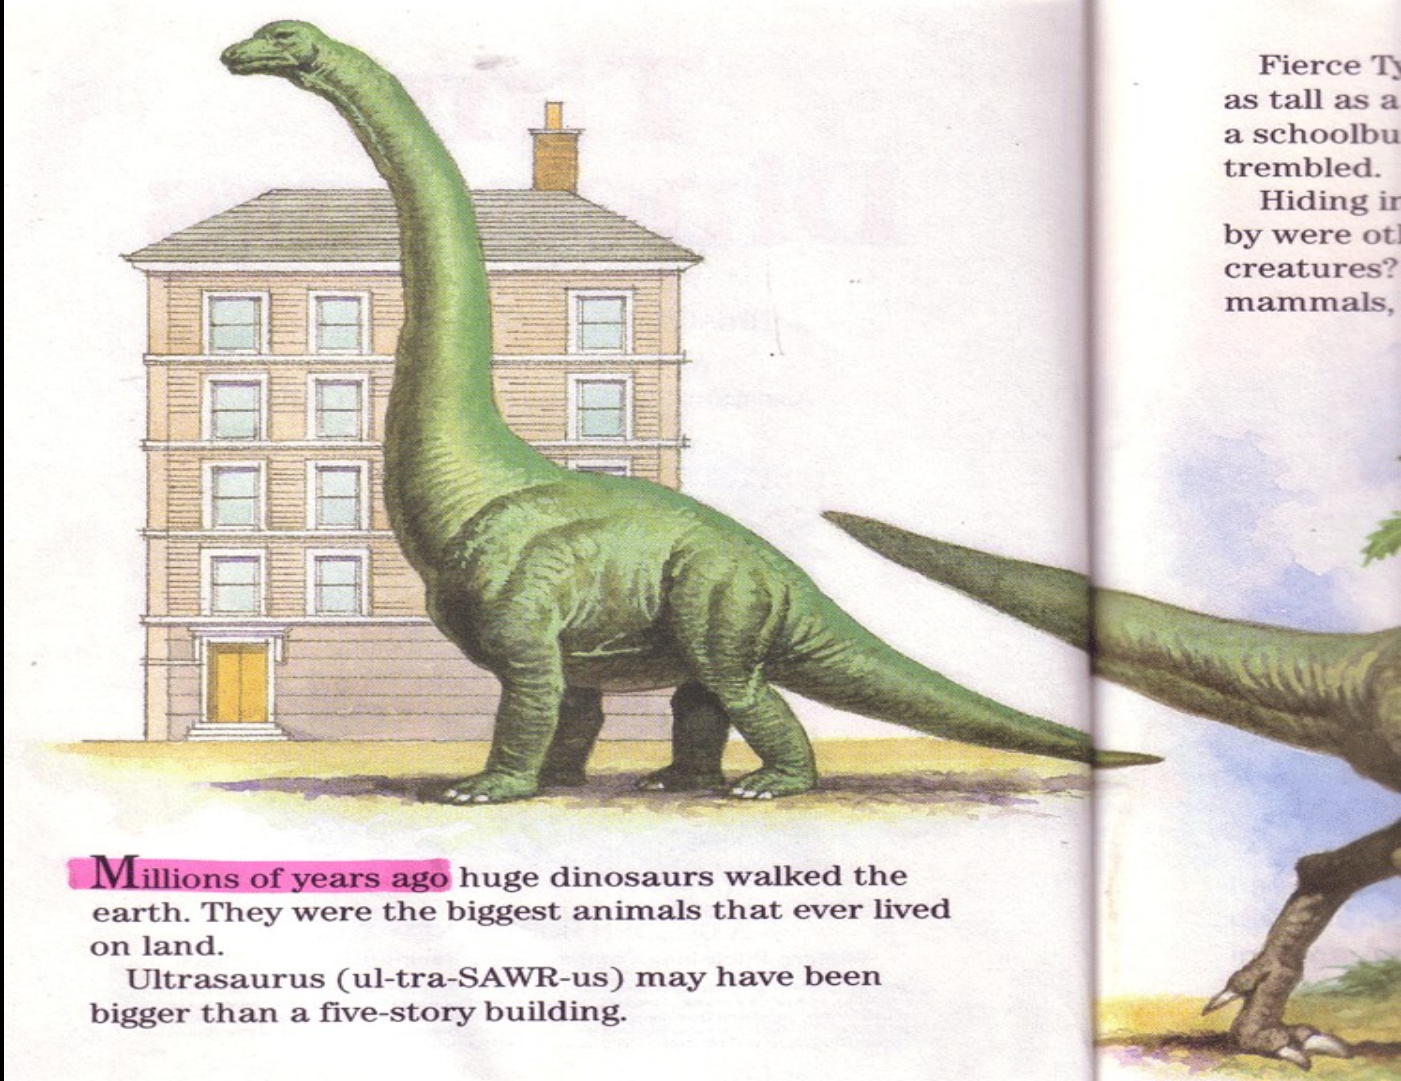 Millions of years ago huge dinosaurs walked the
earth. They were the biggest animals that ever lived
on land.
Ultrasaurus (ul-tra-SAWR-us) may have been
bigger than a five-story building.
Fierce Ty
as tall as a
a schoolbu
trembled.
Hiding in
by were oth
creatures?
mammals,